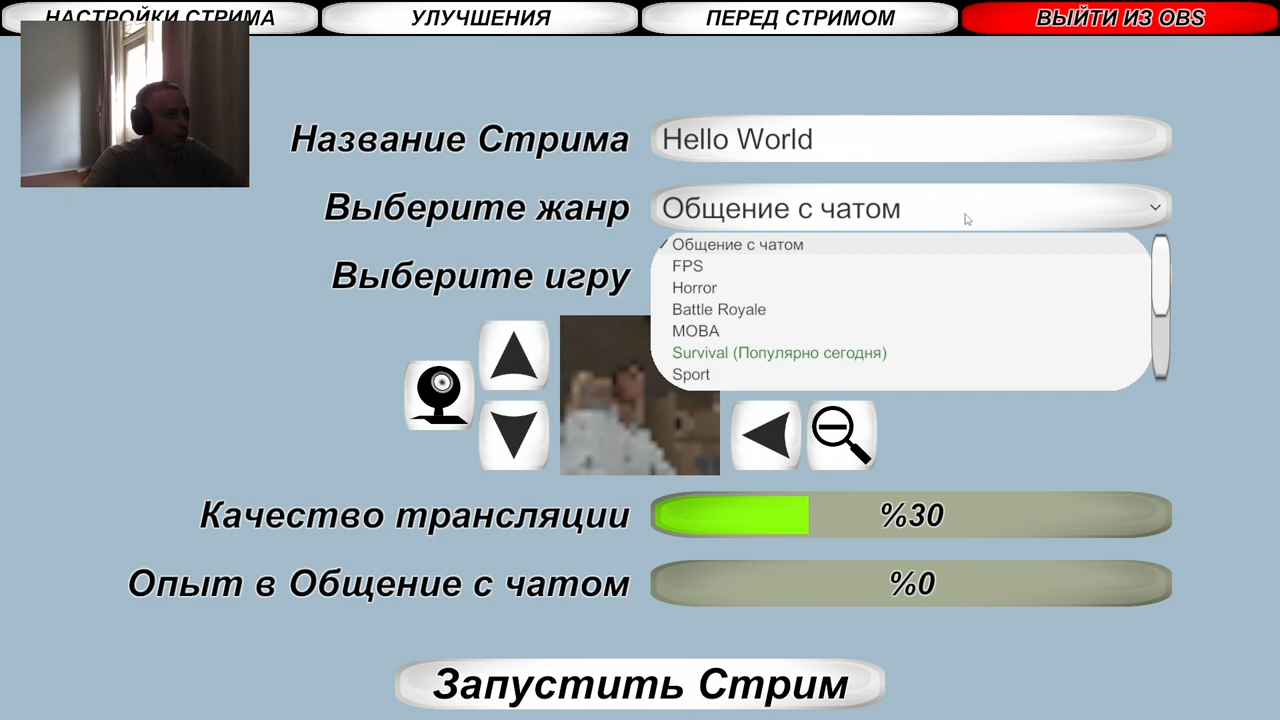 НАСТРОЙКИ СТРИМА
УЛУЧШЕНИЯ
ПЕРЕД СТРИМОМ
ВЫЙТИ ИЗ OBS
Название Стрима
Hello World
Выберите жанр
Общение с чатом
Общение с чатом
FPS
Horror
Battle Royale
MOBA
Survival (Популярно сегодня)
Sport
Выберите игру
Качество трансляции
%30
Опыт в Общение с чатом
%0
Запустить Стрим